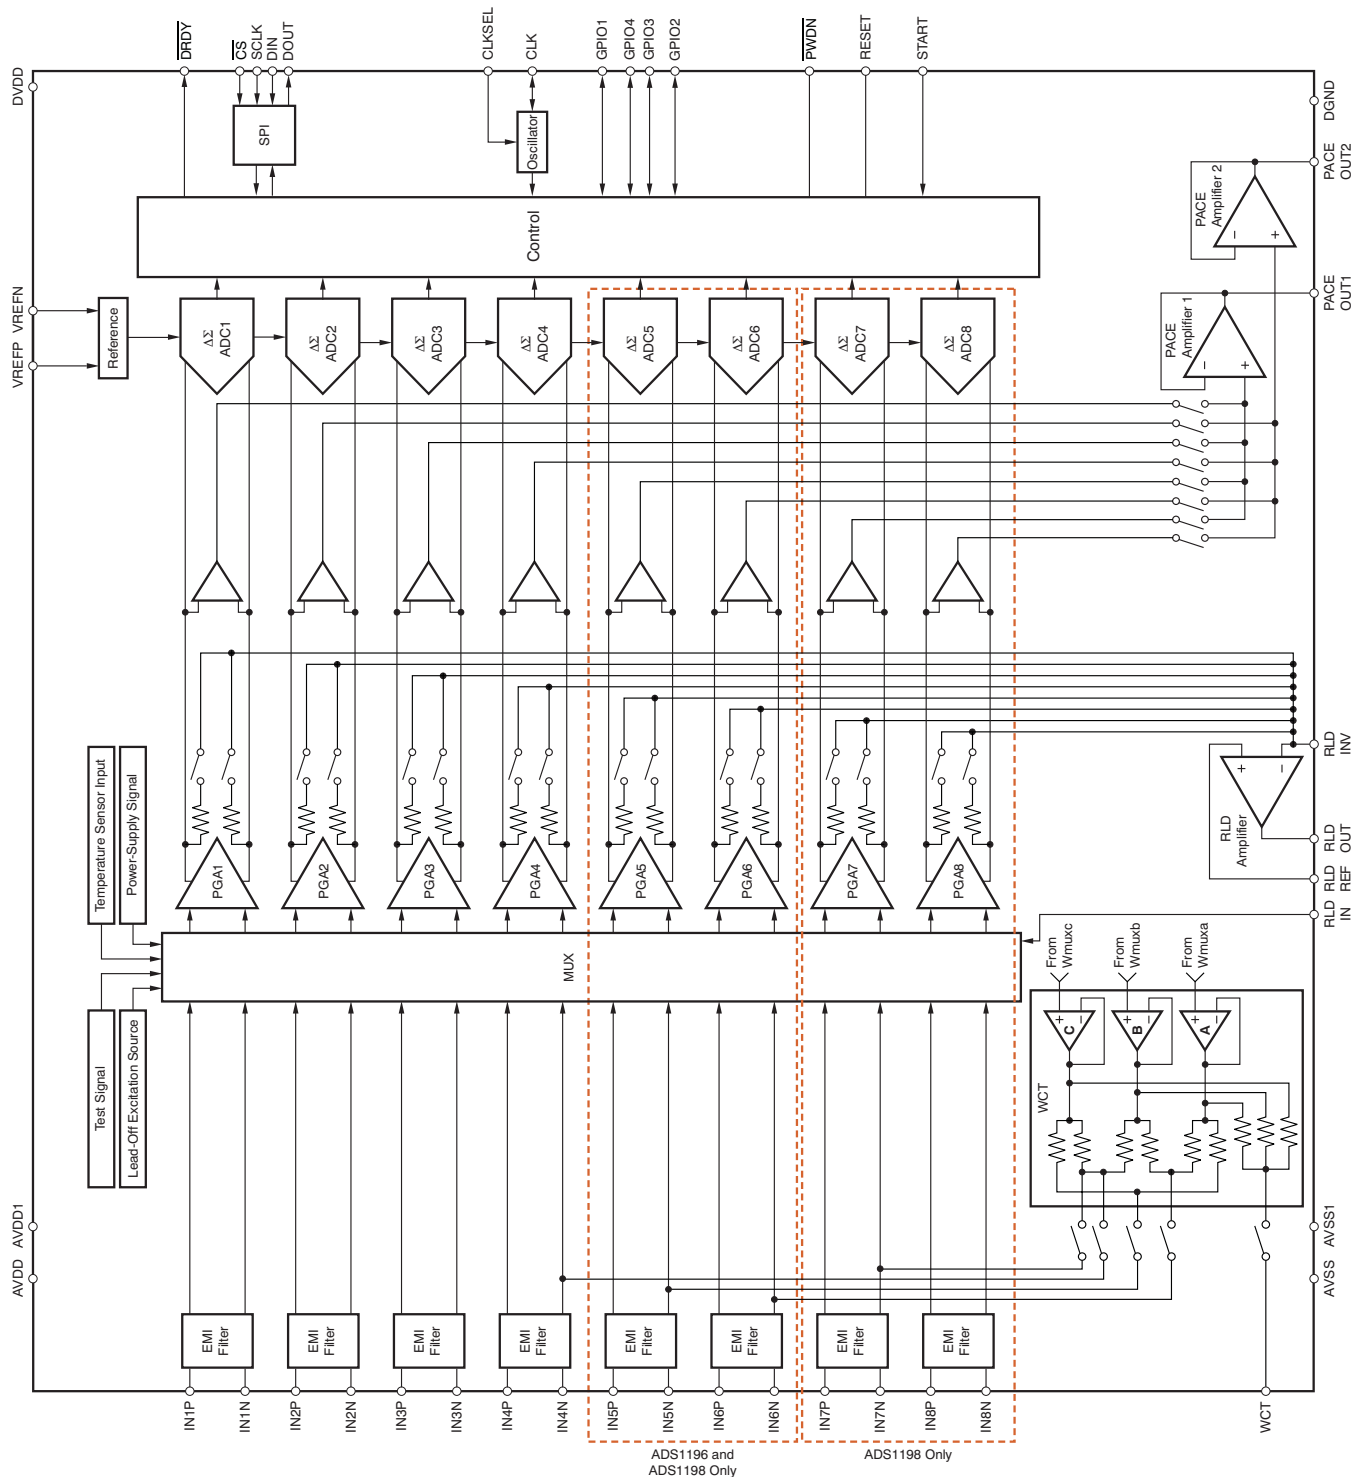 DVDD
DRDY
CS
SCLK
DIN
DOUT
CLKSEL
CLK
GPIO1
GPIO4
GPIO3
GPIO2
PWDN
RESET
START
DGND
SPI
Oscillator
Control
VREFP
VREFN
Reference
ΔΣ
ADC1
ΔΣ
ADC2
ΔΣ
ADC3
ΔΣ
ADC4
ΔΣ
ADC5
ΔΣ
ADC6
ΔΣ
ADC7
ΔΣ
ADC8
PACE
Amplifier 1
−
+
PACE
Amplifier 2
−
+
PACE
OUT1
PACE
OUT2
Temperature Sensor Input
Power-Supply Signal
Test Signal
Lead-Off Excitation Source
PGA1
PGA2
PGA3
PGA4
PGA5
PGA6
PGA7
PGA8
RLD
Amplifier
+
−
RLD
INV
RLD
OUT
RLD
REF
RLD
IN
MUX
From
Wmuxc
From
Wmuxb
From
Wmuxa
+
−
C
+
−
B
+
−
A
WCT
AVDD
AVDD1
AVSS
AVSS1
EMI
Filter
EMI
Filter
EMI
Filter
EMI
Filter
EMI
Filter
EMI
Filter
EMI
Filter
EMI
Filter
IN1P
IN1N
IN2P
IN2N
IN3P
IN3N
IN4P
IN4N
IN5P
IN5N
IN6P
IN6N
IN7P
IN7N
IN8P
IN8N
WCT
ADS1196 and
ADS1198 Only
ADS1198 Only